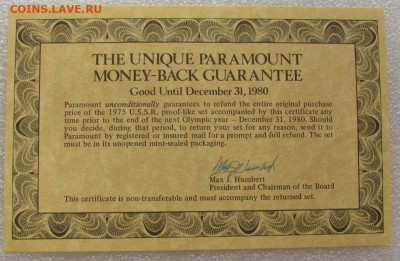 COINS.LAVE.RU
THE UNIQUE PARAMOUNT
MONEY-BACK GUARANTEE
Good Until December 31, 1980
Paramount unconditionally guarantees to refund the entire original purchase
price of the 1975 U.S.S.R. proof-like set accompanied by this certificate any
time prior to the end of the next Olympic year – December 31, 1980. Should
you decide, during that period, to return your set for any reason, send it to
Paramount by registered or insured mail for a prompt and full refund. The set
must be in its unopened mint-sealed packaging.
Max J. Humbert
Max J. Humbert
President and Chairman of the Board
This certificate is non-transferable and must accompany the returned set.